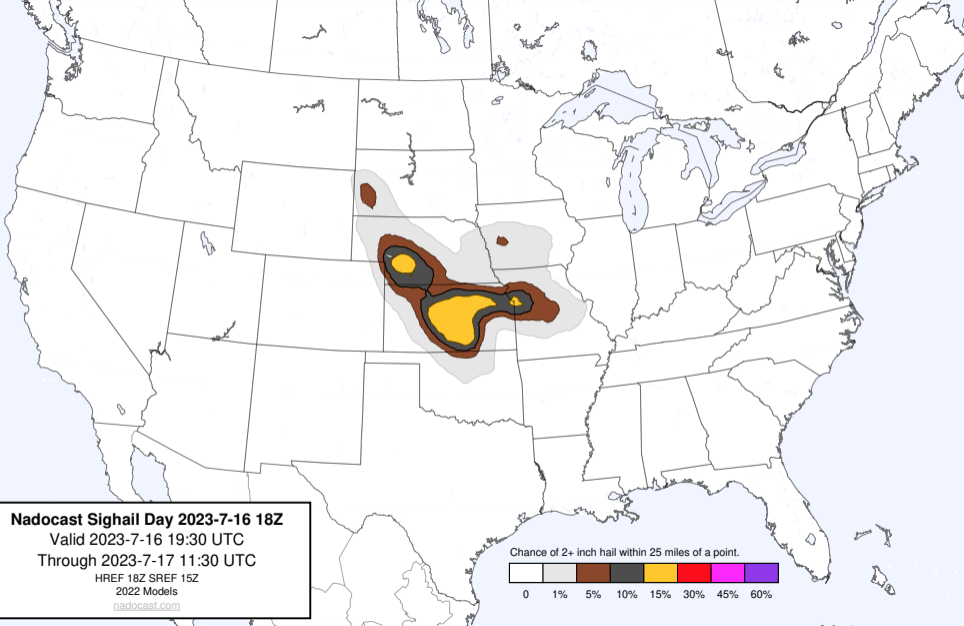 Nadocast Sighail Day 2023-7-16 18Z
Valid 2023-7-16 19:30 UTC
Through 2023-7-17 11:30 UTC
HREF 18Z SREF 15Z
2022 Models
nadocast.com
Chance of 2+ inch hail within 25 miles of a point.
0 1% 5% 10% 15% 30% 45% 60%